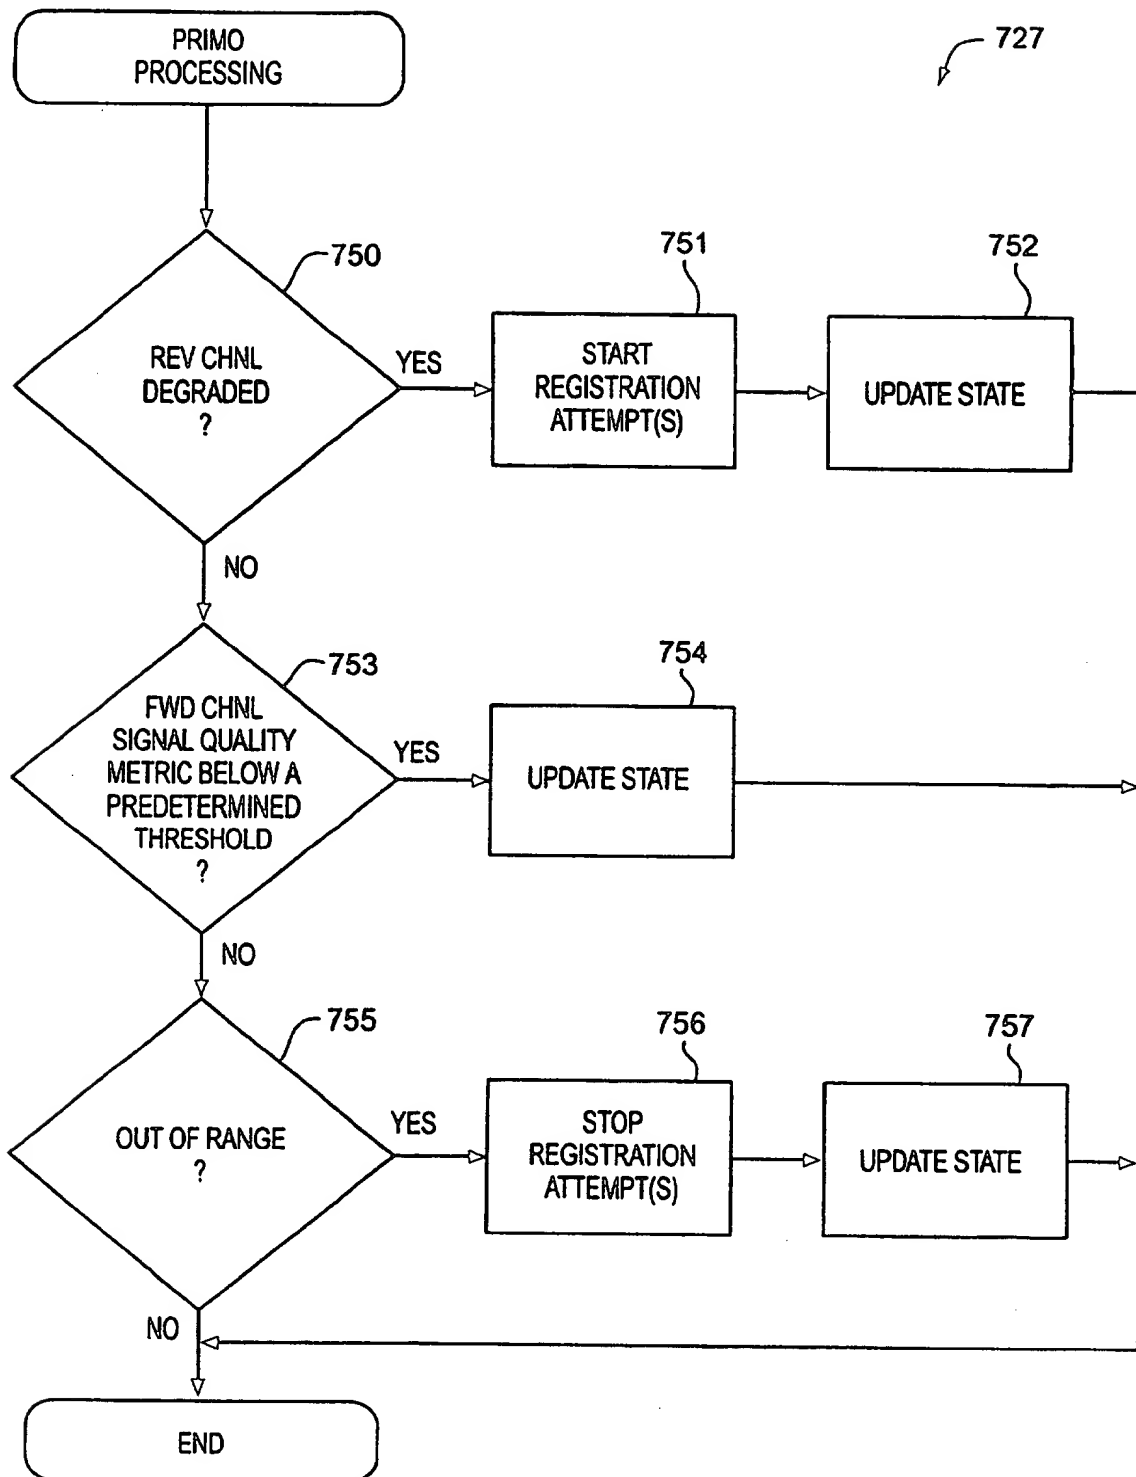 PRIMO
PROCESSING
727
750
REV CHNL
DEGRADED
?
YES
751
START
REGISTRATION
ATTEMPT(S)
752
UPDATE STATE
NO
753
FWD CHNL
SIGNAL QUALITY
METRIC BELOW A
PREDETERMINED
THRESHOLD
?
YES
754
UPDATE STATE
NO
755
OUT OF RANGE
?
YES
756
STOP
REGISTRATION
ATTEMPT(S)
757
UPDATE STATE
NO
END